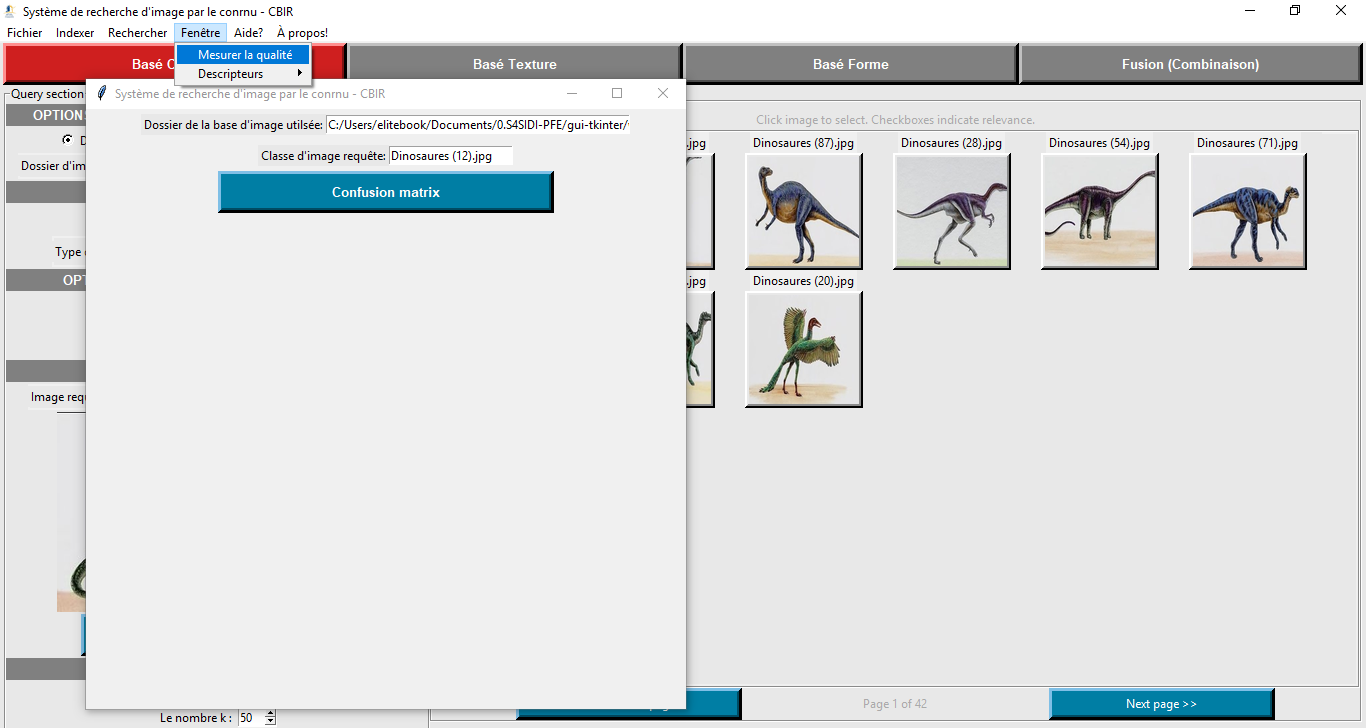 Système de recherche d'image par le conrnu - CBIR
Fichier Indexer Rechercher Fenêtre Aide? À propos!
Mesurer la qualité
Descripteurs
Basé C
Basé Texture
Basé Forme
Fusion (Combinaison)
Query section
OPTION
D
Dossier d'im
Type
OPT
Image req
Le nombre k : 50
Système de recherche d'image par le conrnu - CBIR
Dossier de la base d'image utilsée: C:/Users/elitebook/Documents/0.S4SIDI-PFE/gui-tkinter/
Classe d'image requête: Dinosaures (12).jpg
Confusion matrix
Click image to select. Checkboxes indicate relevance.
.jpg Dinosaures (87).jpg Dinosaures (28).jpg Dinosaures (54).jpg Dinosaures (71).jpg
.jpg Dinosaures (20).jpg
Page 1 of 42
Next page >>